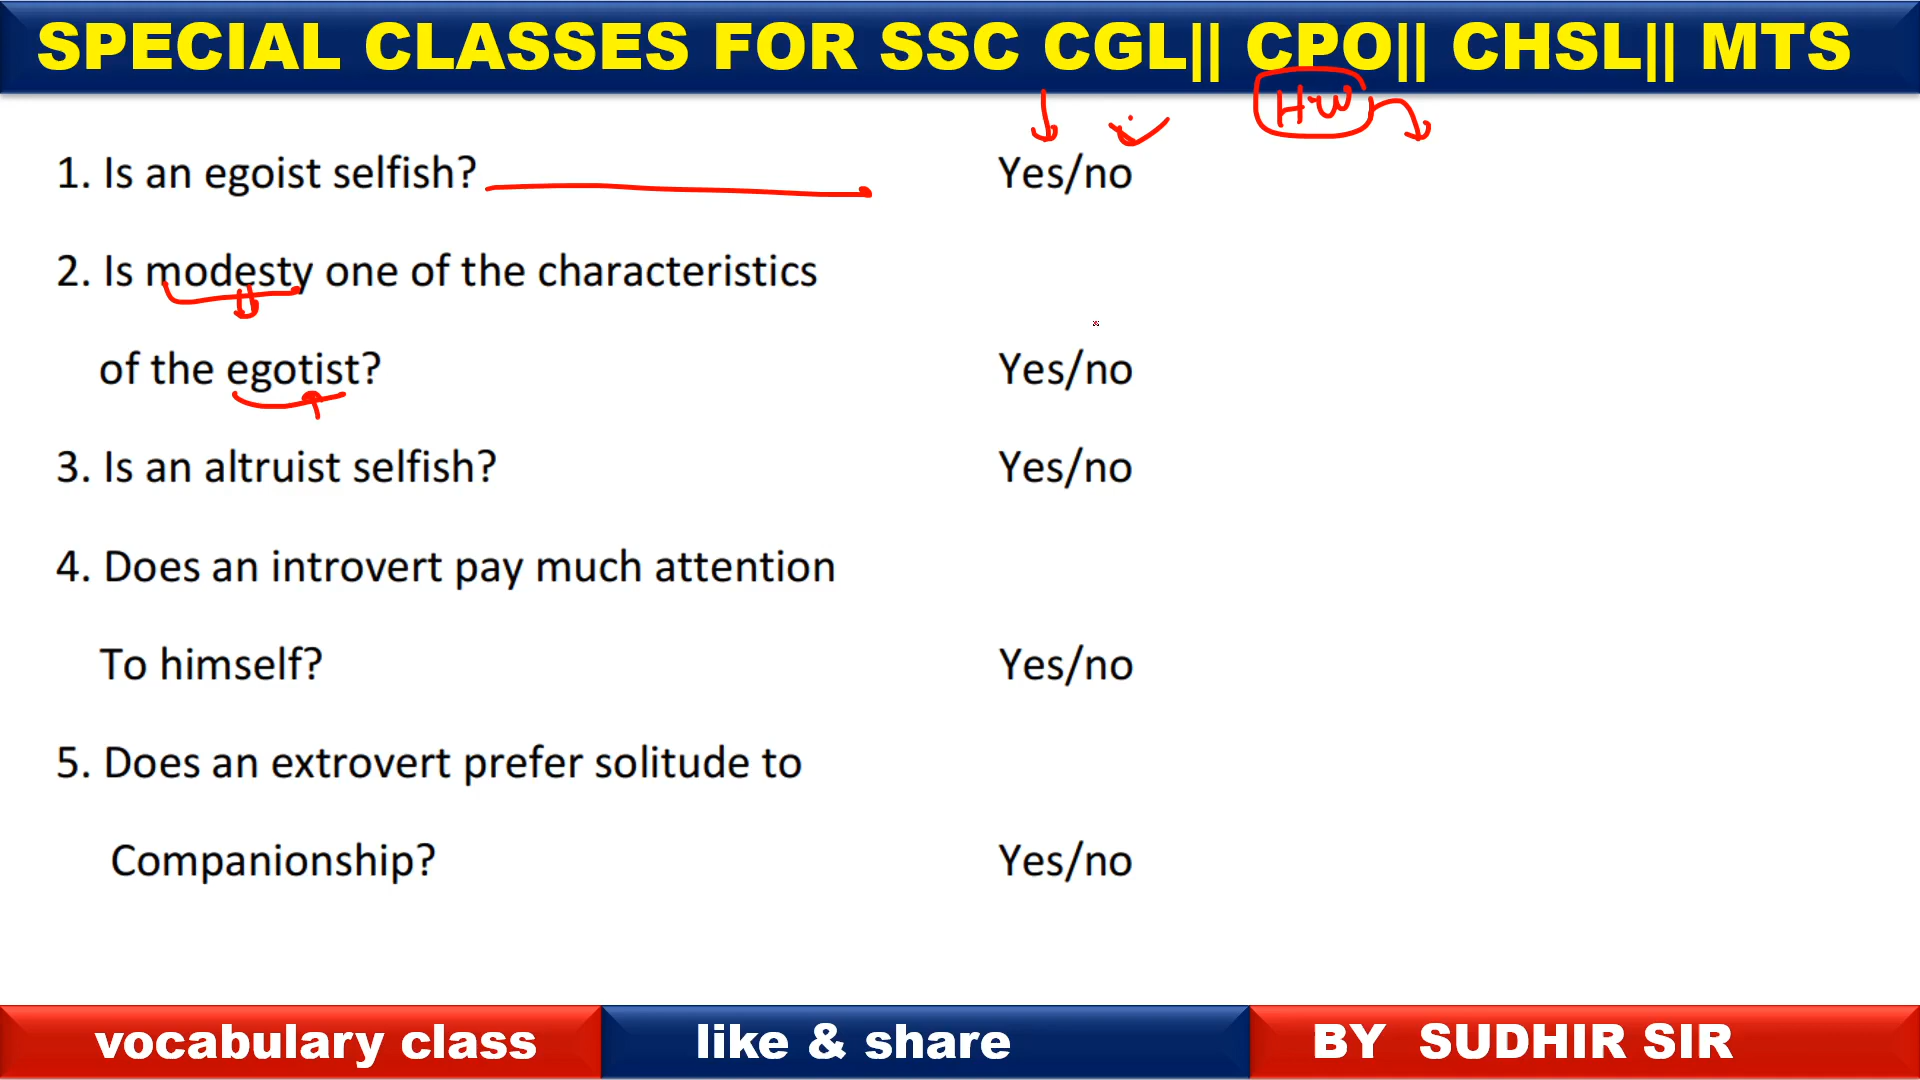 SPECIAL CLASSES FOR SSC CGL|| CPO|| CHSL|| MTS
HW
1. Is an egoist selfish? Yes/no
2. Is modesty one of the characteristics
of the egotist? Yes/no
3. Is an altruist selfish? Yes/no
4. Does an introvert pay much attention
To himself? Yes/no
5. Does an extrovert prefer solitude to
Companionship? Yes/no
vocabulary class like & share BY SUDHIR SIR